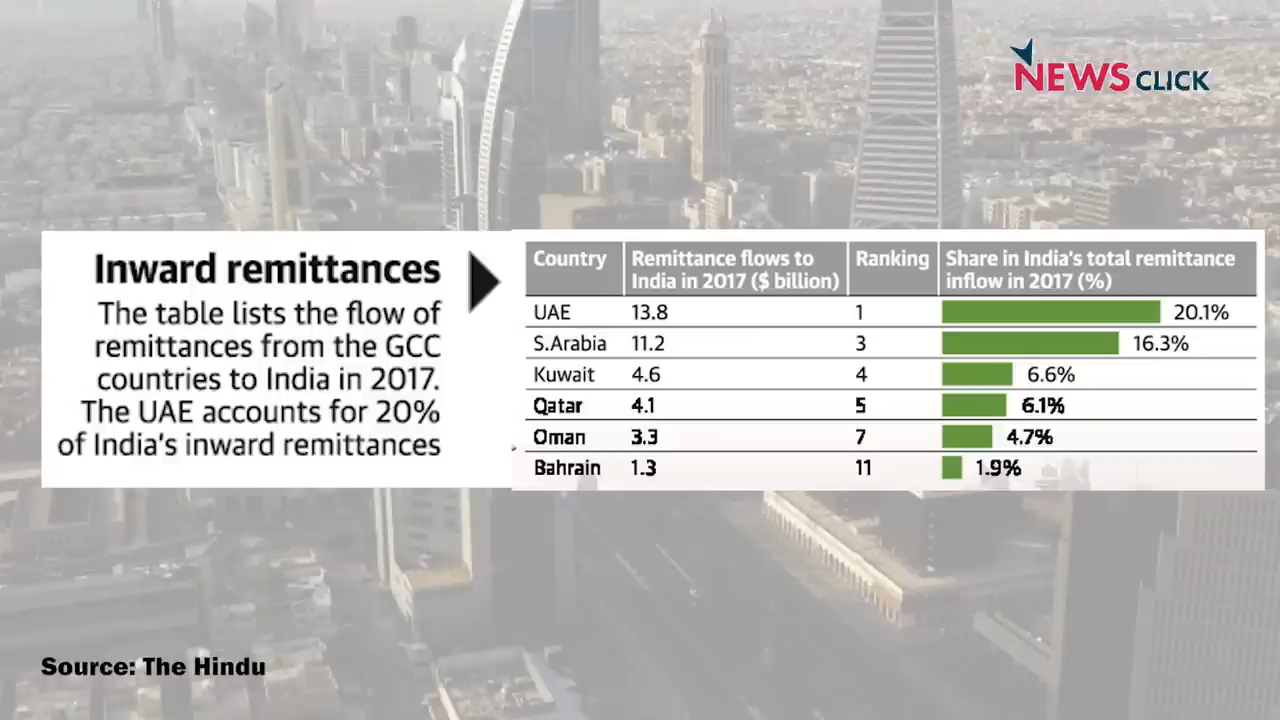 NEWSCLICK
Inward remittances
The table lists the flow of
remittances from the GCC
countries to India in 2017.
The UAE accounts for 20%
of India's inward remittances
Country Remittance flows to India in 2017 ($ billion) Ranking Share in India's total remittance inflow in 2017 (%)
UAE 13.8 1 20.1%
S.Arabia 11.2 3 16.3%
Kuwait 4.6 4 6.6%
Qatar 4.1 5 6.1%
Oman 3.3 7 4.7%
Bahrain 1.3 11 1.9%
Source: The Hindu